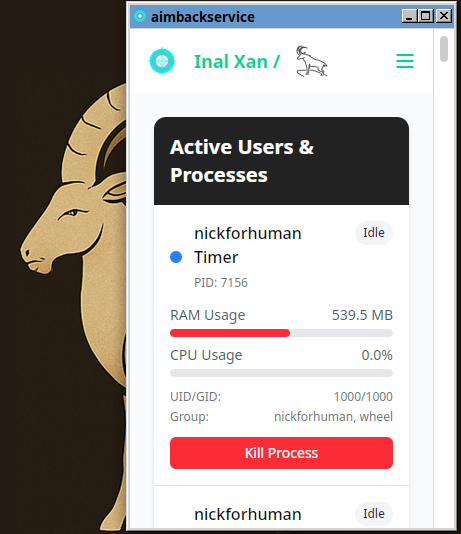 aimbackservice
Inal Xan /
Active Users &
Processes
nickforhuman
Idle
Timer
PID: 7156
RAM Usage 539.5 MB
CPU Usage 0.0%
UID/GID: 1000/1000
Group: nickforhuman, wheel
Kill Process
nickforhuman
Idle